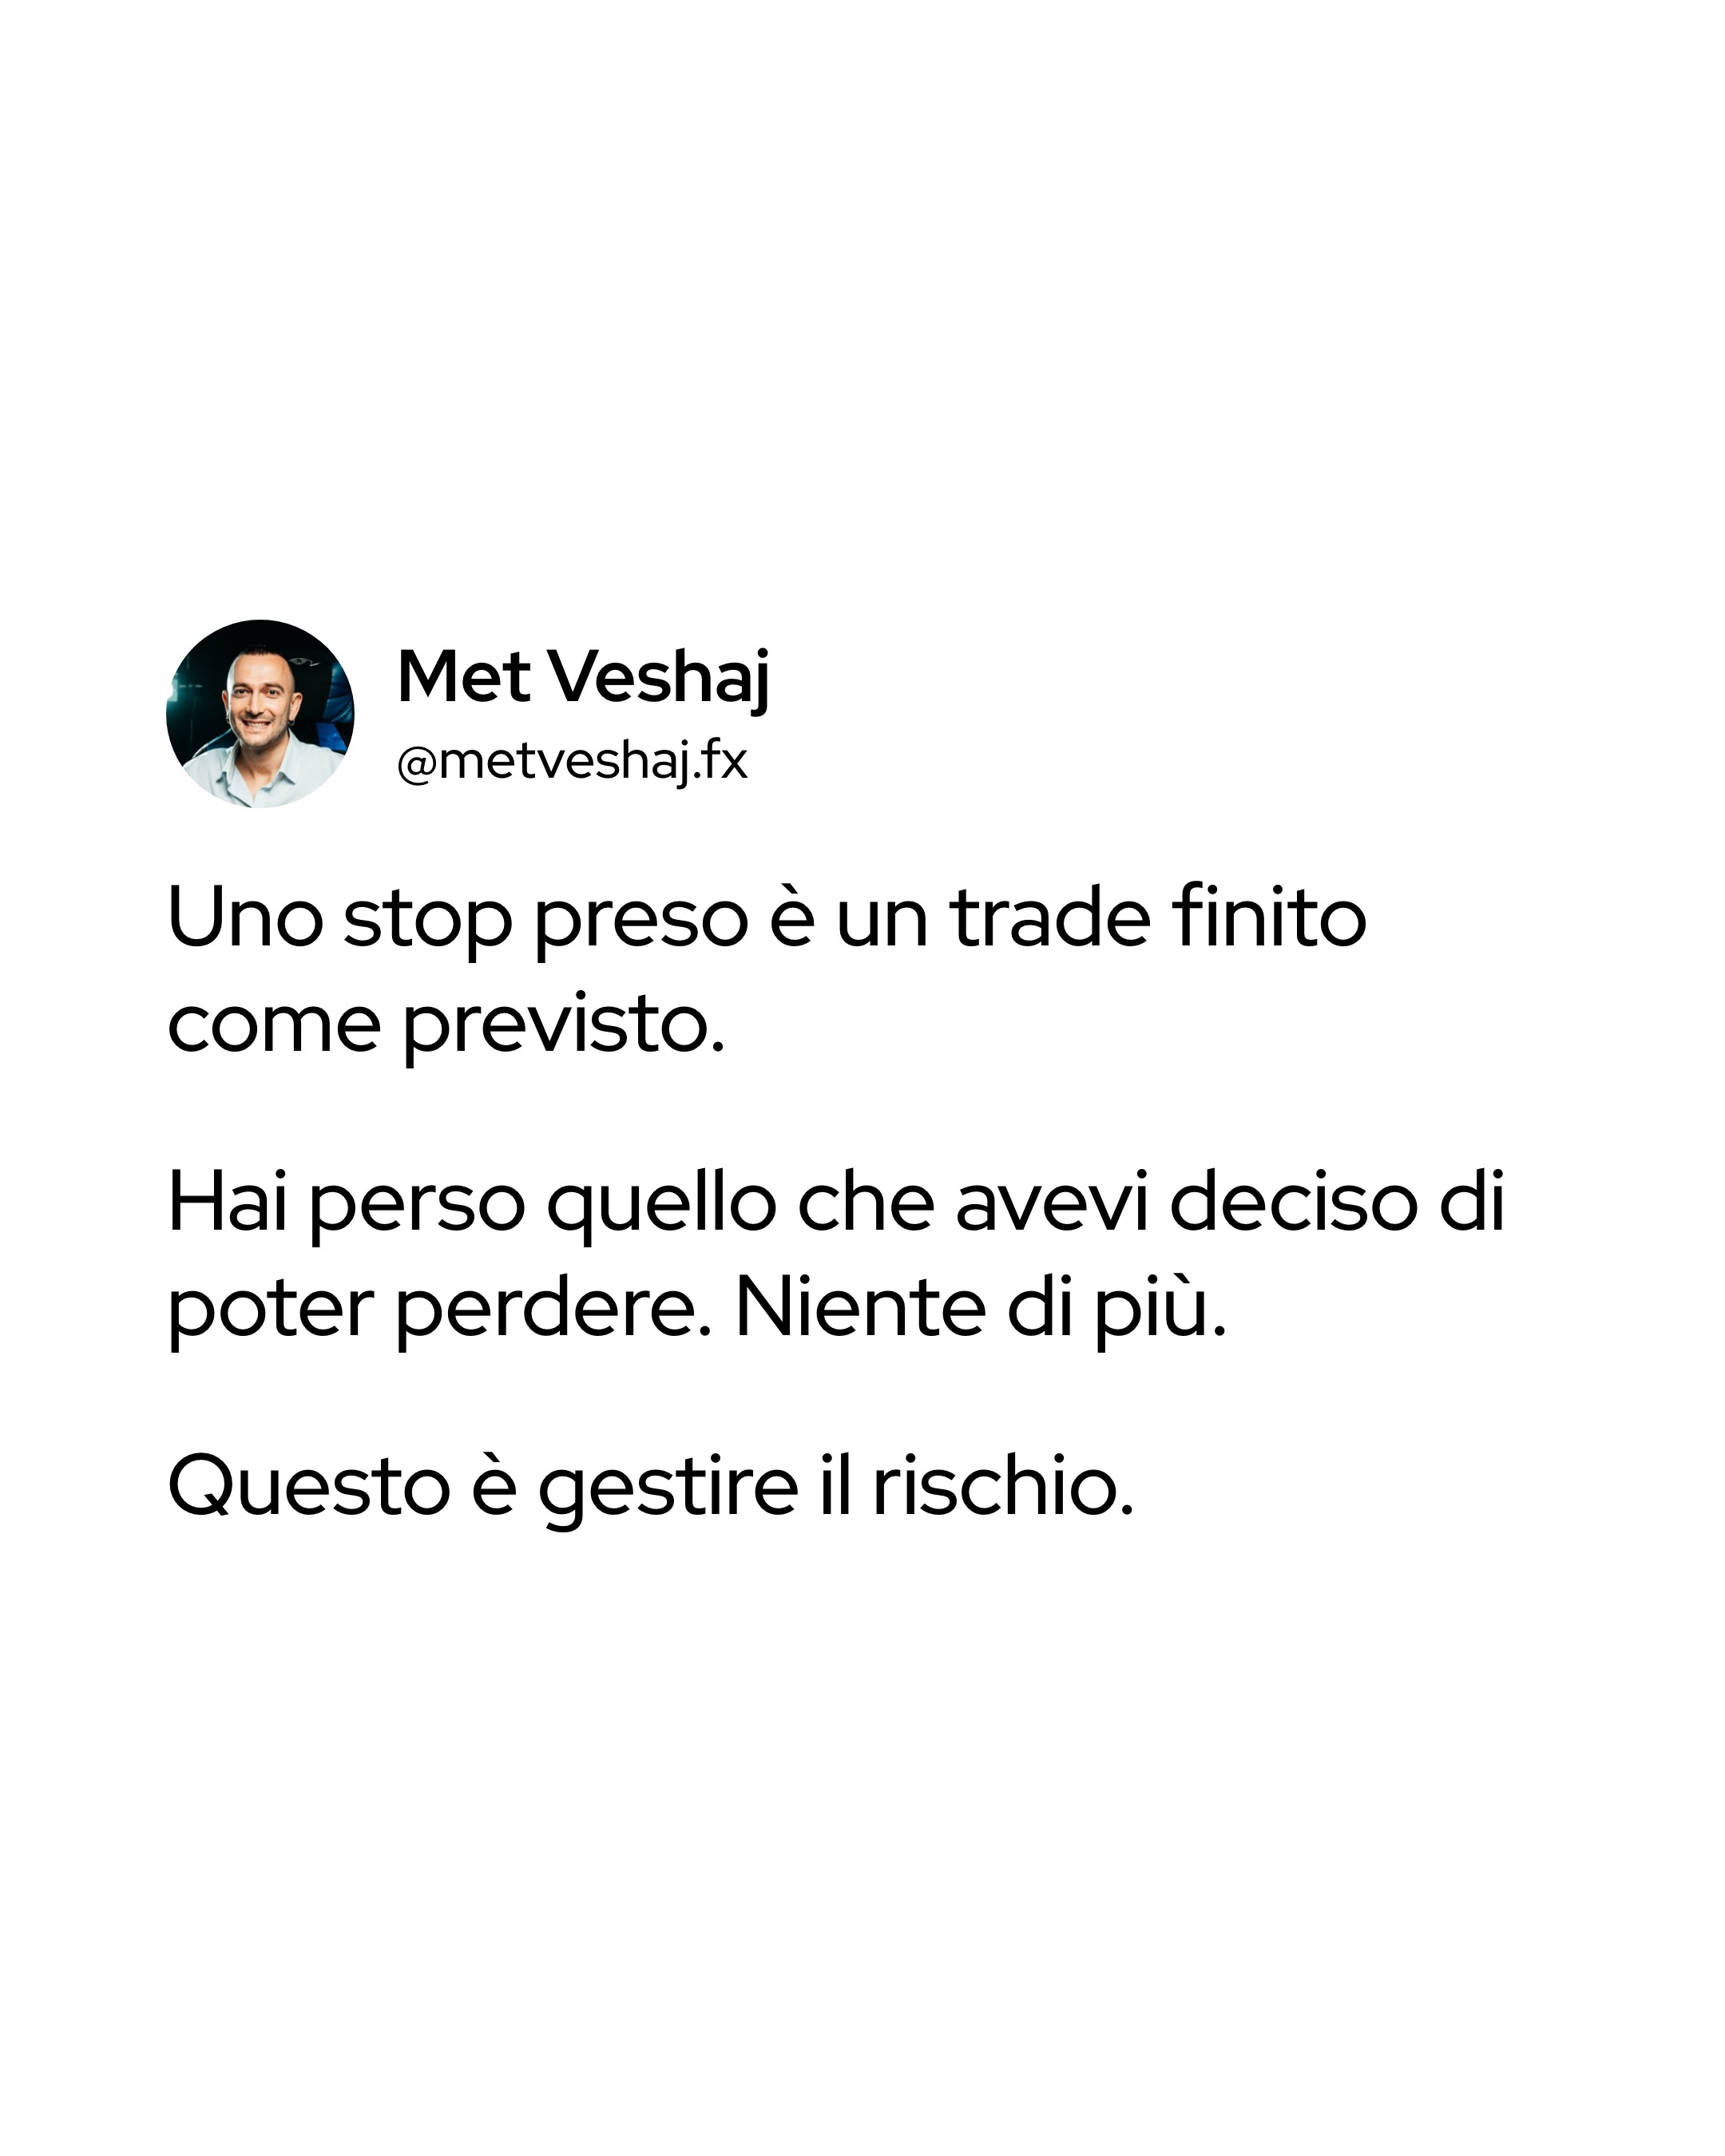 Met Veshaj
@metveshaj.fx
Uno stop preso è un trade finito
come previsto.
Hai perso quello che avevi deciso di
poter perdere. Niente di più.
Questo è gestire il rischio.